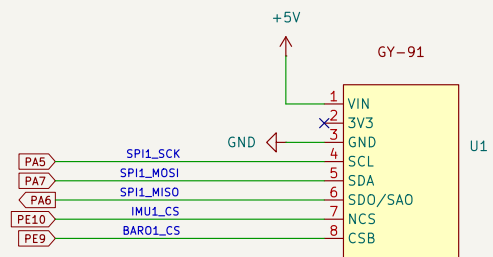 +5V
GY-91
1 VIN
2 3V3
GND 3 GND
U1
PA5 SPI1_SCK 4 SCL
PA7 SPI1_MOSI 5 SDA
PA6 SPI1_MISO 6 SDO/SAO
PE10 IMU1_CS 7 NCS
PE9 BARO1_CS 8 CSB